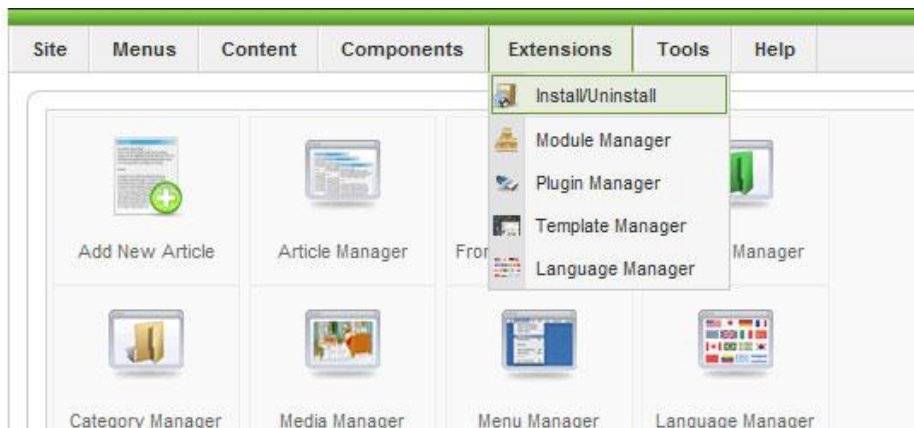 Site Menus Content Components Extensions Tools Help
Install/Uninstall
Module Manager
Plugin Manager
Template Manager
Language Manager
Add New Article Article Manager Manager
Category Manager Media Manager Menu Manager Language Manager